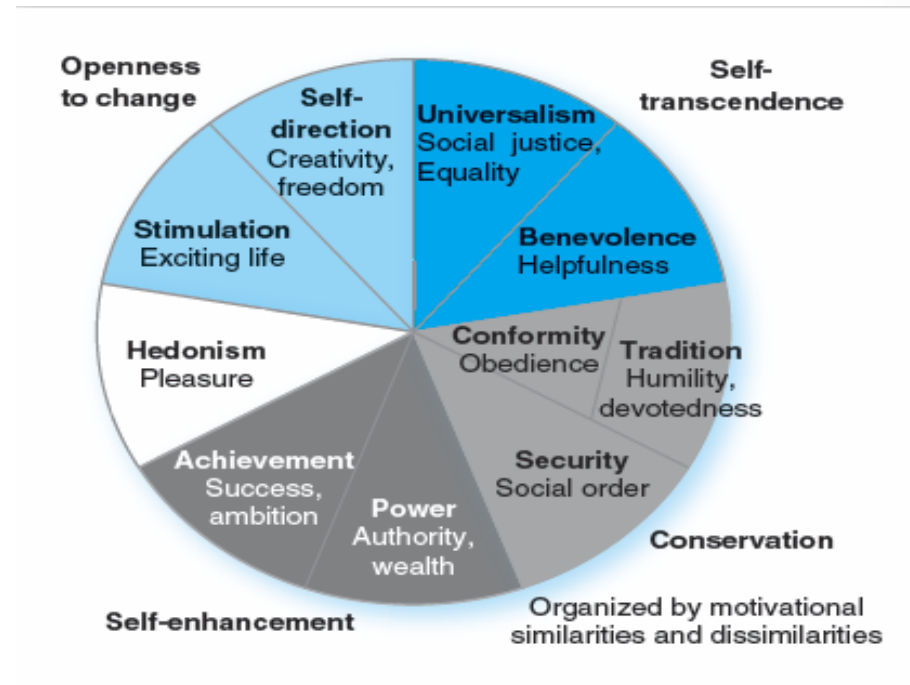 Openness
to change
Self-
transcendence
Self-
direction
Creativity,
freedom
Universalism
Social justice,
Equality
Stimulation
Exciting life
Benevolence
Helpfulness
Hedonism
Pleasure
Conformity
Obedience
Tradition
Humility,
devotedness
Achievement
Success,
ambition
Power
Authority,
wealth
Security
Social order
Conservation
Self-enhancement
Organized by motivational
similarities and dissimilarities